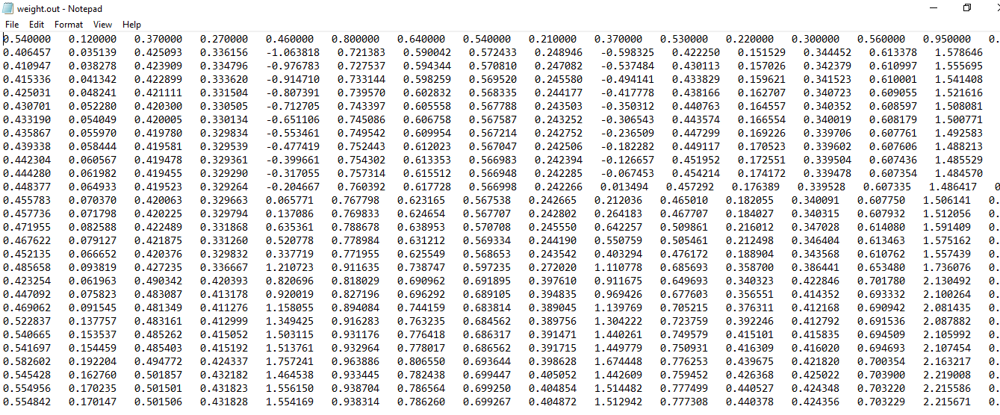 weight.out - Notepad
File Edit Format View Help
0.540000 0.120000 0.370000 0.270000 0.460000 0.800000 0.640000 0.540000 0.210000 0.370000 0.530000 0.220000 0.300000 0.560000 0.950000 0.
0.406457 0.035139 0.425093 0.336156 -1.063818 0.721383 0.590042 0.572433 0.248946 -0.598325 0.422250 0.151529 0.344452 0.613378 1.578646
0.410947 0.038278 0.423909 0.334796 -0.976783 0.727537 0.594344 0.570810 0.247082 -0.537484 0.430113 0.157026 0.342379 0.610997 1.555695
0.415336 0.041342 0.422899 0.333620 -0.914710 0.733144 0.598259 0.569520 0.245580 -0.494141 0.433829 0.159621 0.341523 0.610001 1.541408
0.425031 0.048241 0.421111 0.331504 -0.807391 0.739570 0.602832 0.568335 0.244177 -0.417778 0.438166 0.162707 0.340723 0.609055 1.521616
0.430701 0.052280 0.420300 0.330505 -0.712705 0.743397 0.605558 0.567788 0.243503 -0.350312 0.440763 0.164557 0.340352 0.608597 1.508081
0.433190 0.054049 0.420005 0.330134 -0.651106 0.745086 0.606758 0.567587 0.243252 -0.306543 0.443574 0.166554 0.340019 0.608179 1.500771
0.435867 0.055970 0.419780 0.329834 -0.553461 0.749542 0.609954 0.567214 0.242752 -0.236509 0.447299 0.169226 0.339706 0.607761 1.492583
0.439338 0.058444 0.419581 0.329539 -0.477419 0.752443 0.612023 0.567047 0.242506 -0.182282 0.449117 0.170523 0.339602 0.607606 1.488213
0.442304 0.060567 0.419478 0.329361 -0.399661 0.754302 0.613353 0.566983 0.242394 -0.126657 0.451952 0.172551 0.339504 0.607436 1.485529
0.444280 0.061982 0.419455 0.329290 -0.317055 0.757314 0.615512 0.566948 0.242285 -0.067453 0.454214 0.174172 0.339478 0.607354 1.484570
0.448377 0.064933 0.419523 0.329264 -0.204667 0.760392 0.617728 0.566998 0.242266 0.013494 0.457292 0.176389 0.339528 0.607335 1.486417 0
0.455783 0.070370 0.420063 0.329663 0.065771 0.767798 0.623165 0.567538 0.242665 0.212036 0.465010 0.182055 0.340091 0.607750 1.506141 0.
0.457736 0.071798 0.420225 0.329794 0.137086 0.769833 0.624654 0.567707 0.242802 0.264183 0.467707 0.184027 0.340315 0.607932 1.512056 0.
0.471955 0.082588 0.422489 0.331868 0.635361 0.788678 0.638953 0.570708 0.245550 0.642257 0.509861 0.216012 0.347028 0.614080 1.591409 0.
0.467622 0.079127 0.421875 0.331260 0.520778 0.778984 0.631212 0.569334 0.244190 0.550759 0.505461 0.212498 0.346404 0.613463 1.575162 0.
0.452135 0.066652 0.420376 0.329832 0.337719 0.771955 0.625549 0.568653 0.243542 0.403294 0.476172 0.188904 0.343568 0.610762 1.557439 0.
0.485658 0.093819 0.427235 0.336667 1.210723 0.911635 0.738747 0.597235 0.272020 1.110778 0.685693 0.358700 0.386441 0.653480 1.736076 0.
0.423254 0.061963 0.490342 0.420393 0.820696 0.818029 0.690962 0.691895 0.397610 0.911675 0.649693 0.340323 0.422846 0.701780 2.130492 0.
0.447092 0.075823 0.483087 0.413178 0.920019 0.827196 0.696292 0.689105 0.394835 0.969426 0.677603 0.356551 0.414352 0.693332 2.100264 0.
0.469062 0.091545 0.481349 0.411276 1.158055 0.894084 0.744159 0.683814 0.389045 1.139769 0.705215 0.376311 0.412168 0.690942 2.081435 0.
0.522837 0.137757 0.483161 0.412999 1.349425 0.916283 0.763235 0.684562 0.389756 1.304222 0.723759 0.392246 0.412792 0.691536 2.087882 0.
0.540665 0.153537 0.485262 0.415052 1.503115 0.931176 0.776418 0.686317 0.391471 1.440261 0.749579 0.415101 0.415835 0.694509 2.105992 0.
0.541697 0.154459 0.485403 0.415192 1.513761 0.932964 0.778017 0.686562 0.391715 1.449779 0.750931 0.416309 0.416020 0.694693 2.107454 0.
0.582602 0.192204 0.494772 0.424337 1.757241 0.963886 0.806550 0.693644 0.398628 1.674448 0.776253 0.439675 0.421820 0.700354 2.163217 0.
0.545428 0.162760 0.501857 0.432182 1.464538 0.933445 0.782438 0.699447 0.405052 1.442609 0.759452 0.426368 0.425022 0.703900 2.219008 0.
0.554956 0.170235 0.501501 0.431823 1.556150 0.938704 0.786564 0.699250 0.404854 1.514482 0.777499 0.440527 0.424348 0.703220 2.215586 0.
0.554842 0.170147 0.501506 0.431828 1.554169 0.938314 0.786260 0.699267 0.404872 1.512942 0.777308 0.440378 0.424356 0.703229 2.215671 0.